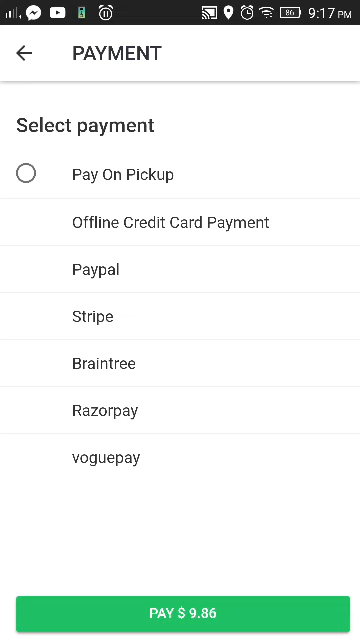 86 9:17 PM
PAYMENT
Select payment
Pay On Pickup
Offline Credit Card Payment
Paypal
Stripe
Braintree
Razorpay
voguepay
PAY $ 9.86